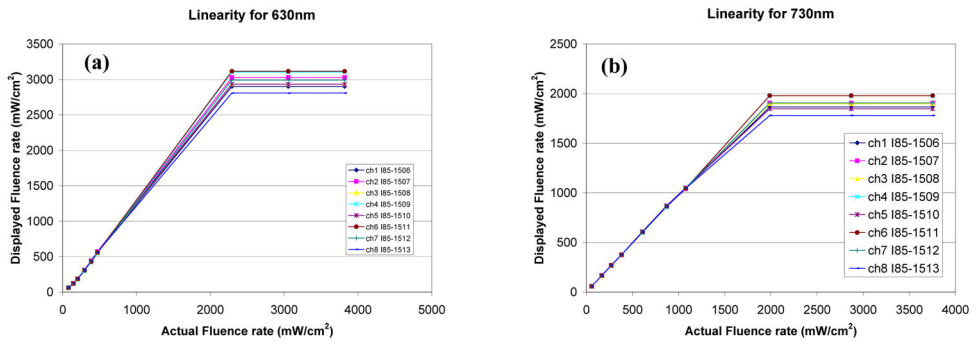 Linearity for 630nm
(a)
Displayed Fluence rate (mW/cm²)
3500
3000
2500
2000
1500
1000
500
0
0 1000 2000 3000 4000 5000
Actual Fluence rate (mW/cm²)
ch1 I85-1506
ch2 I85-1507
ch3 I85-1508
ch4 I85-1509
ch5 I85-1510
ch6 I85-1511
ch7 I85-1512
ch8 I85-1513
Linearity for 730nm
(b)
Displayed Fluence rate (mW/cm²)
2500
2000
1500
1000
500
0
0 500 1000 1500 2000 2500 3000 3500 4000
Actual Fluence rate (mW/cm²)
ch1 I85-1506
ch2 I85-1507
ch3 I85-1508
ch4 I85-1509
ch5 I85-1510
ch6 I85-1511
ch7 I85-1512
ch8 I85-1513